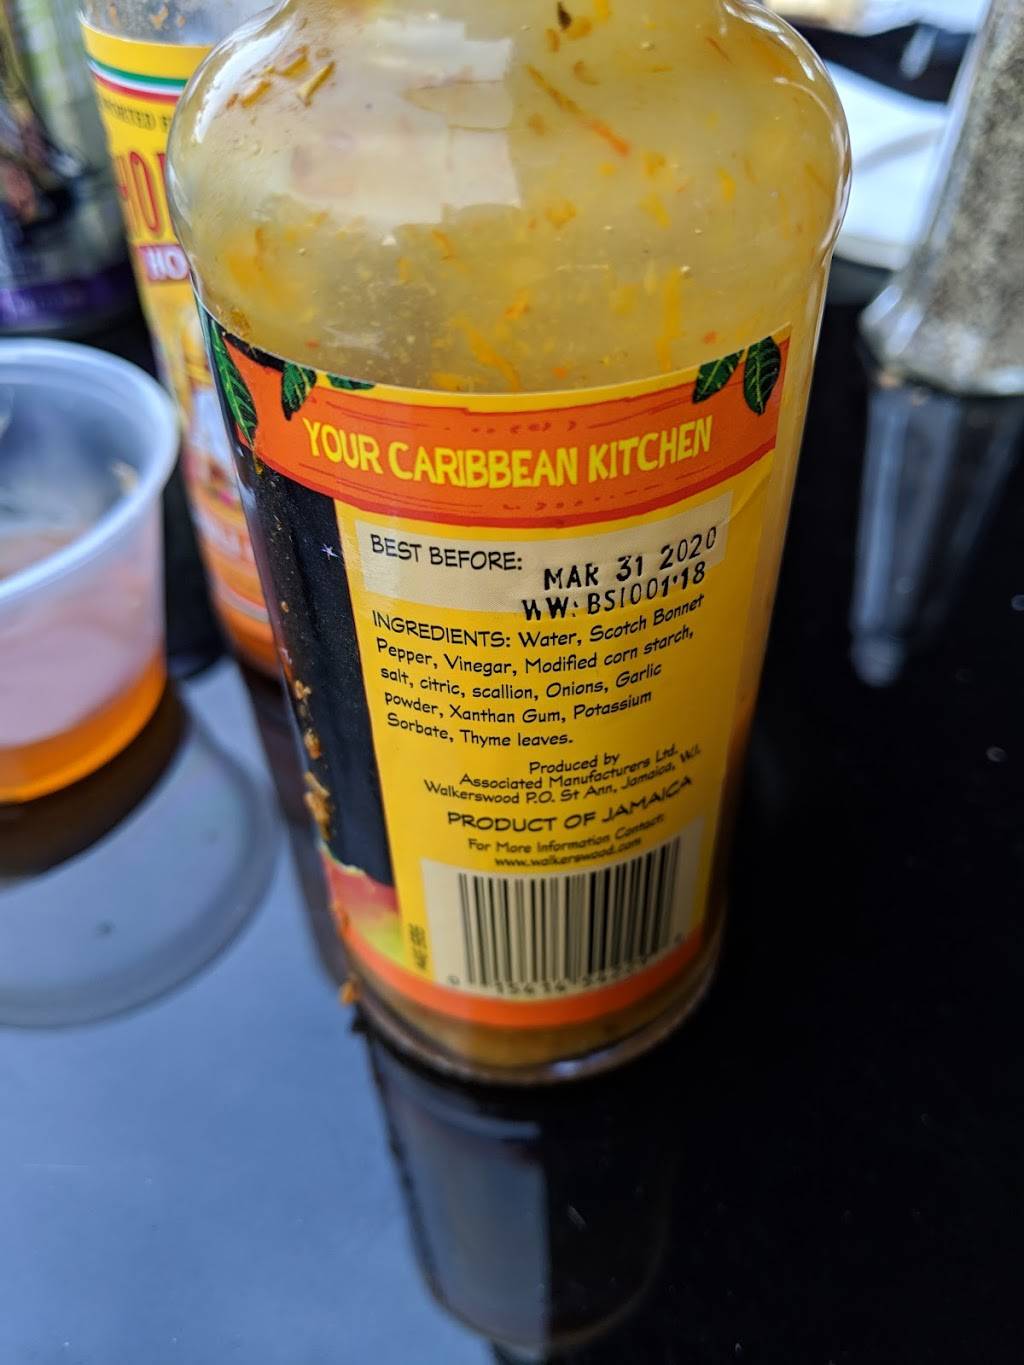 YOUR CARIBBEAN KITCHEN
BEST BEFORE:
MAR 31 2020
WW: BSI001'18
INGREDIENTS: Water, Scotch Bonnet
Pepper, Vinegar, Modified corn starch,
salt, citric, scallion, Onions, Garlic
powder, Xanthan Gum, Potassium
Sorbate, Thyme leaves.
Produced by
Associated Manufacturers Ltd.
Walkerswood P.O. St Ann, Jamaica, W.I.
PRODUCT OF JAMAICA
For More Information Contact:
www.walkerswood.com
HO